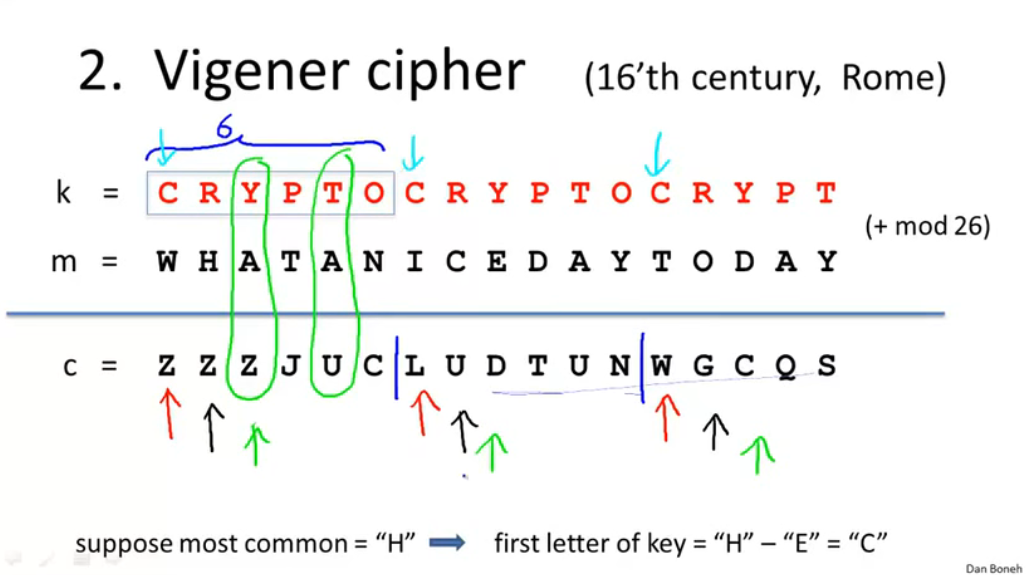 2. Vigener cipher (16’th century, Rome)
6
k = C R Y P T O C R Y P T O C R Y P T
(+ mod 26)
m = W H A T A N I C E D A Y T O D A Y
c = Z Z Z J U C L U D T U N W G C Q S
suppose most common = “H” ➡ first letter of key = “H” – “E” = “C”
Dan Boneh